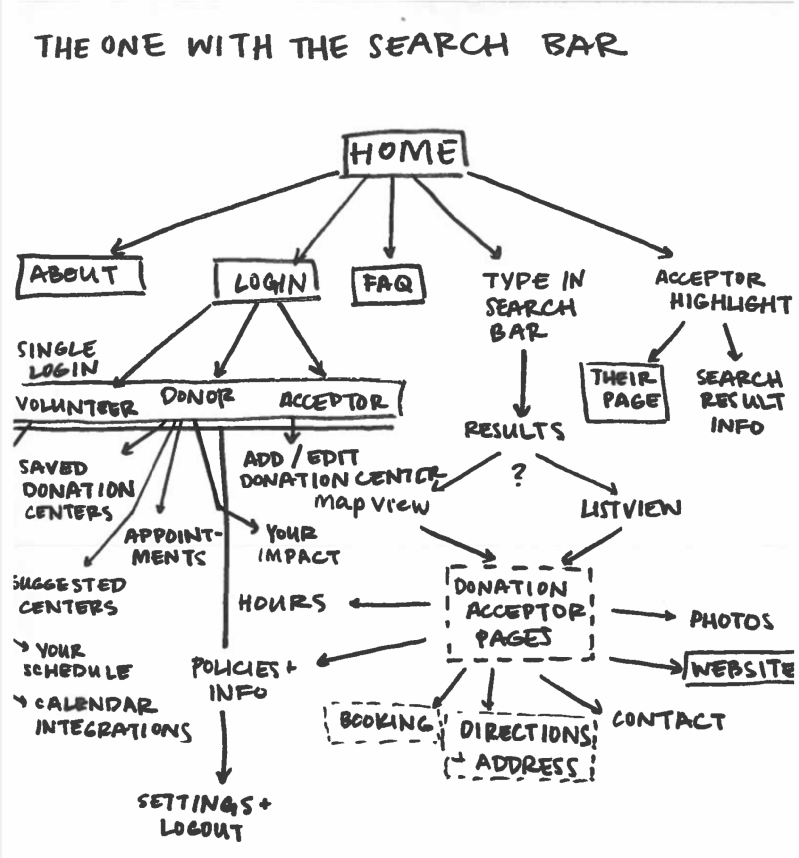 THE ONE WITH THE SEARCH BAR
HOME
ABOUT
LOGIN
FAQ
TYPE IN
SEARCH
BAR
ACCEPTOR
HIGHLIGHT
SINGLE
LOGIN
VOLUNTEER
DONOR
ACCEPTOR
THEIR
PAGE
SEARCH
RESULT
INFO
RESULTS
?
SAVED
DONATION
CENTERS
ADD / EDIT
DONATION CENTER
Map view
LISTVIEW
APPOINT-
MENTS
YOUR
IMPACT
SUGGESTED
CENTERS
HOURS
DONATION
ACCEPTOR
PAGES
PHOTOS
YOUR
SCHEDULE
POLICIES +
INFO
WEBSITE
CALENDAR
INTEGRATIONS
BOOKING
DIRECTIONS
+ ADDRESS
CONTACT
SETTINGS +
LOGOUT